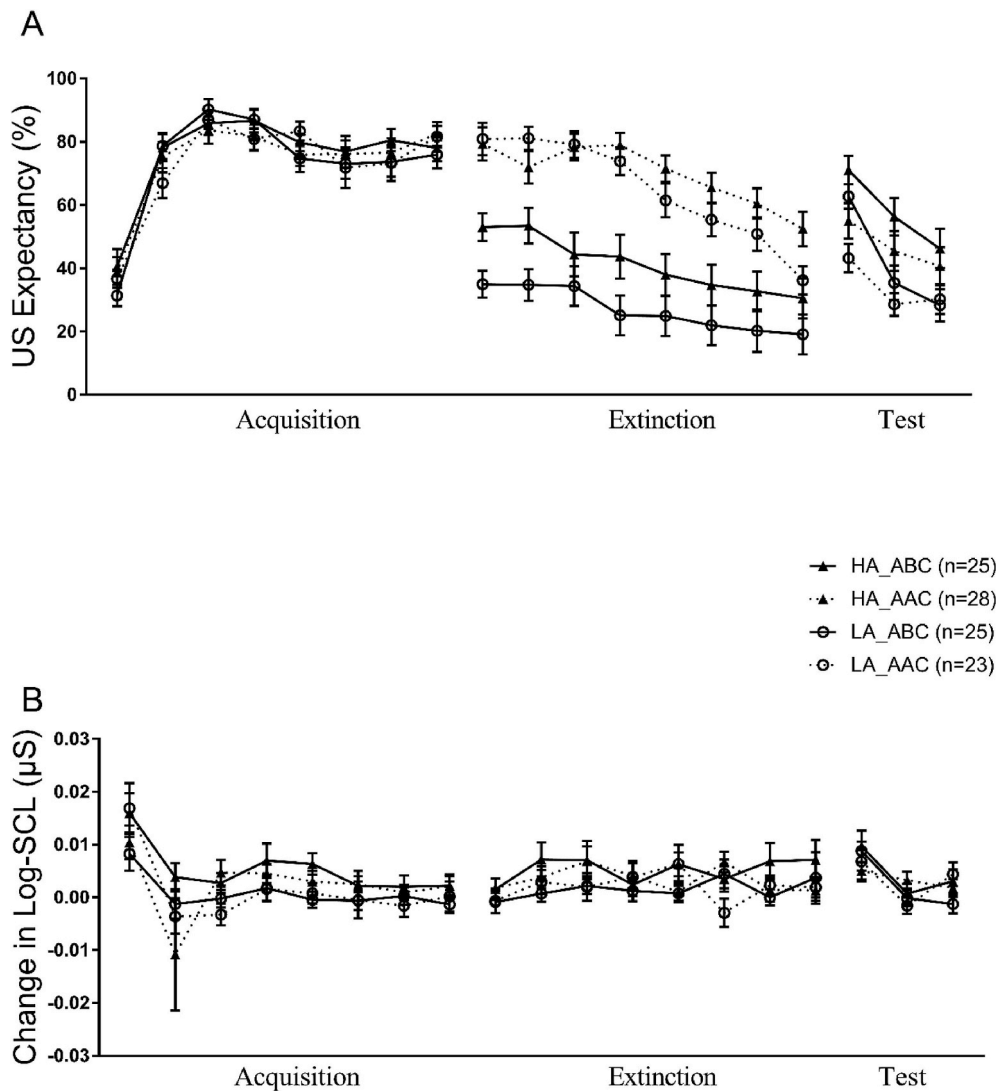 A
US Expectancy (%)
100
80
60
40
20
0
Acquisition
Extinction
Test
HA_ABC (n=25)
HA_AAC (n=28)
LA_ABC (n=25)
LA_AAC (n=23)
B
Change in Log-SCL (µS)
0.03
0.02
0.01
0.00
-0.01
-0.02
-0.03
Acquisition
Extinction
Test